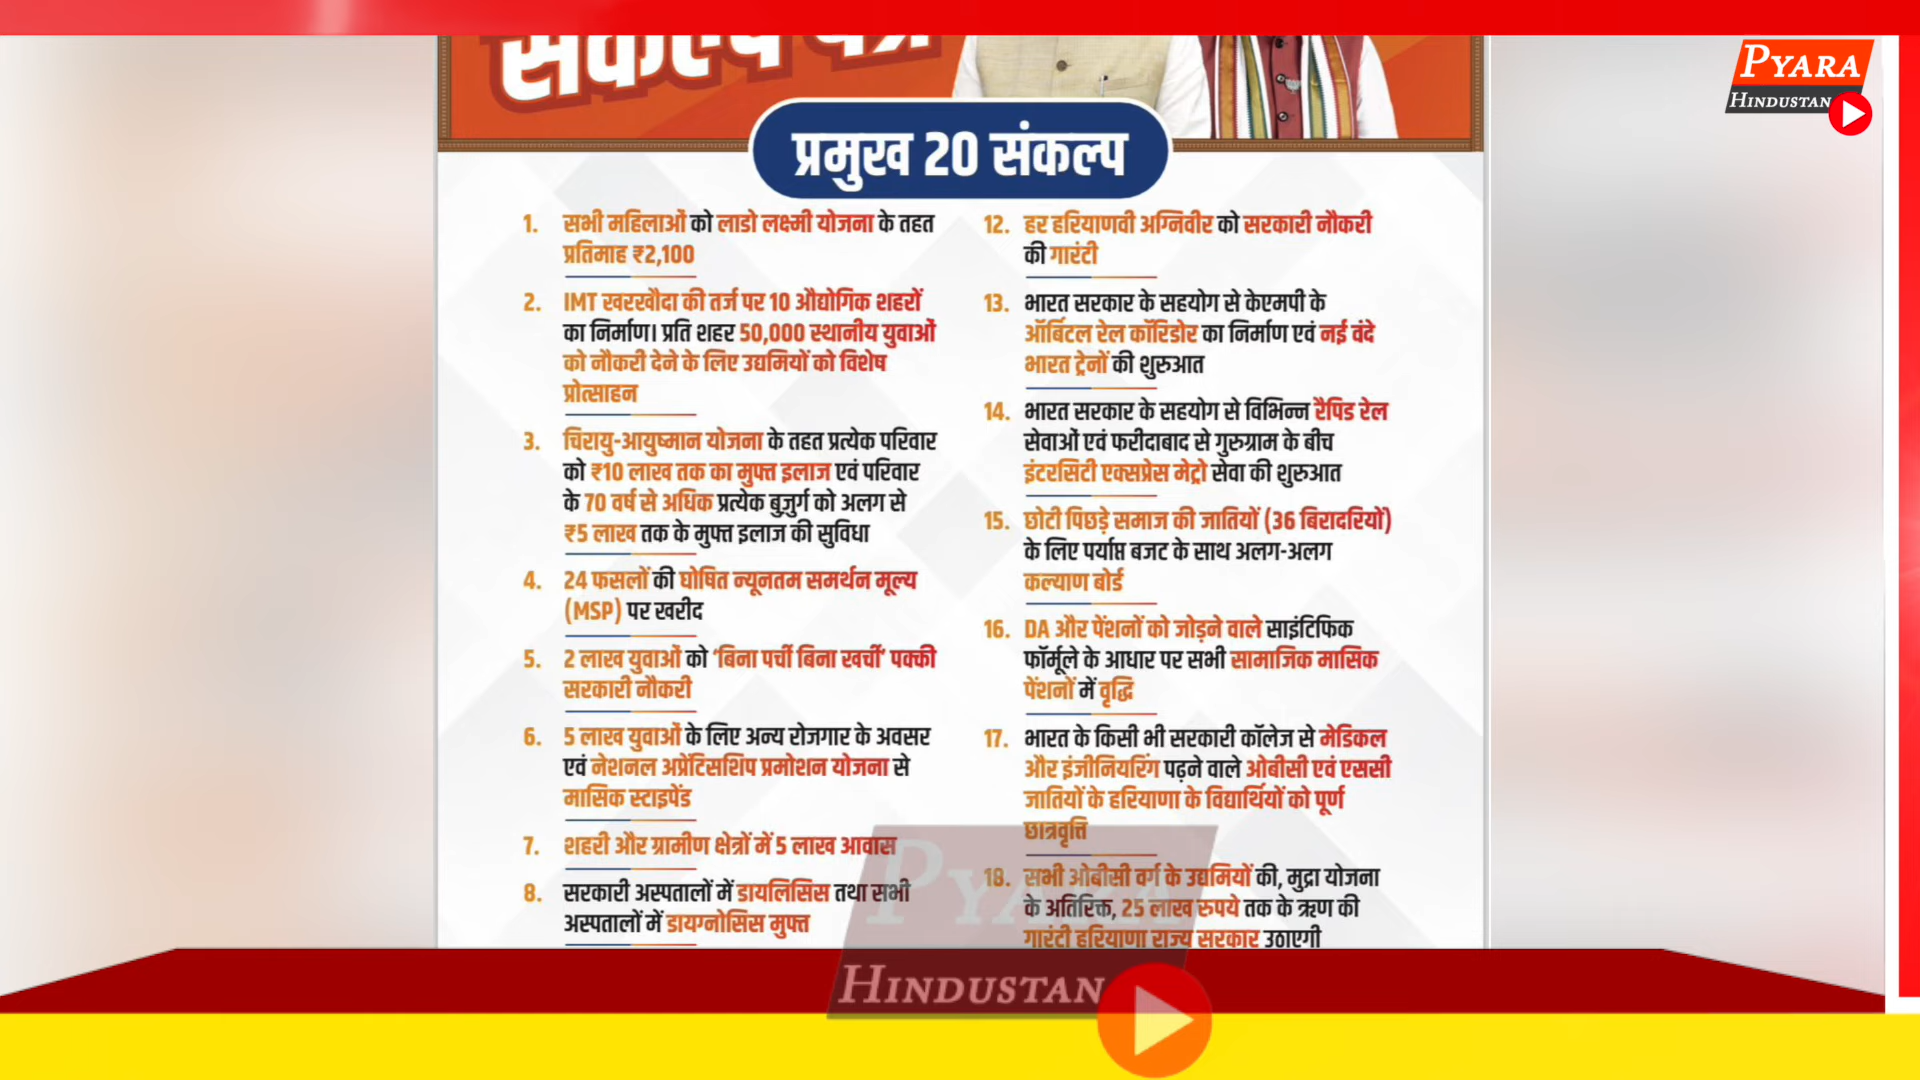 संकल्प पत्र
PYARA
HINDUSTAN
प्रमुख 20 संकल्प
1. सभी महिलाओं को लाडो लक्ष्मी योजना के तहत
प्रतिमाह ₹2,100
2. IMT खरखौदा की तर्ज पर 10 औद्योगिक शहरों
का निर्माण। प्रति शहर 50,000 स्थानीय युवाओं
को नौकरी देने के लिए उद्यमियों को विशेष
प्रोत्साहन
3. चिरायु-आयुष्मान योजना के तहत प्रत्येक परिवार
को ₹10 लाख तक का मुफ्त इलाज एवं परिवार
के 70 वर्ष से अधिक प्रत्येक बुजुर्ग को अलग से
₹5 लाख तक के मुफ्त इलाज की सुविधा
4. 24 फसलों की घोषित न्यूनतम समर्थन मूल्य
(MSP) पर खरीद
5. 2 लाख युवाओं को 'बिना पर्ची बिना खर्ची' पक्की
सरकारी नौकरी
6. 5 लाख युवाओं के लिए अन्य रोजगार के अवसर
एवं नेशनल अप्रेंटिसशिप प्रमोशन योजना से
मासिक स्टाइपेंड
7. शहरी और ग्रामीण क्षेत्रों में 5 लाख आवास
8. सरकारी अस्पतालों में डायलिसिस तथा सभी
अस्पतालों में डायग्नोसिस मुफ्त
12. हर हरियाणवी अग्निवीर को सरकारी नौकरी
की गारंटी
13. भारत सरकार के सहयोग से केएमपी के
ऑर्बिटल रेल कॉरिडोर का निर्माण एवं नई वंदे
भारत ट्रेनों की शुरुआत
14. भारत सरकार के सहयोग से विभिन्न रैपिड रेल
सेवाओं एवं फरीदाबाद से गुरुग्राम के बीच
इंटरसिटी एक्सप्रेस मेट्रो सेवा की शुरुआत
15. छोटी पिछड़े समाज की जातियों (36 बिरादरियों)
के लिए पर्याप्त बजट के साथ अलग-अलग
कल्याण बोर्ड
16. DA और पेंशनों को जोड़ने वाले साइंटिफिक
फॉर्मूले के आधार पर सभी सामाजिक मासिक
पेंशनों में वृद्धि
17. भारत के किसी भी सरकारी कॉलेज से मेडिकल
और इंजीनियरिंग पढ़ने वाले ओबीसी एवं एससी
जातियों के हरियाणा के विद्यार्थियों को पूर्ण
छात्रवृत्ति
18. सभी ओबीसी वर्ग के उद्यमियों की, मुद्रा योजना
के अतिरिक्त, 25 लाख रुपये तक के ऋण की
गारंटी हरियाणा राज्य सरकार उठाएगी
PYARA
HINDUSTAN